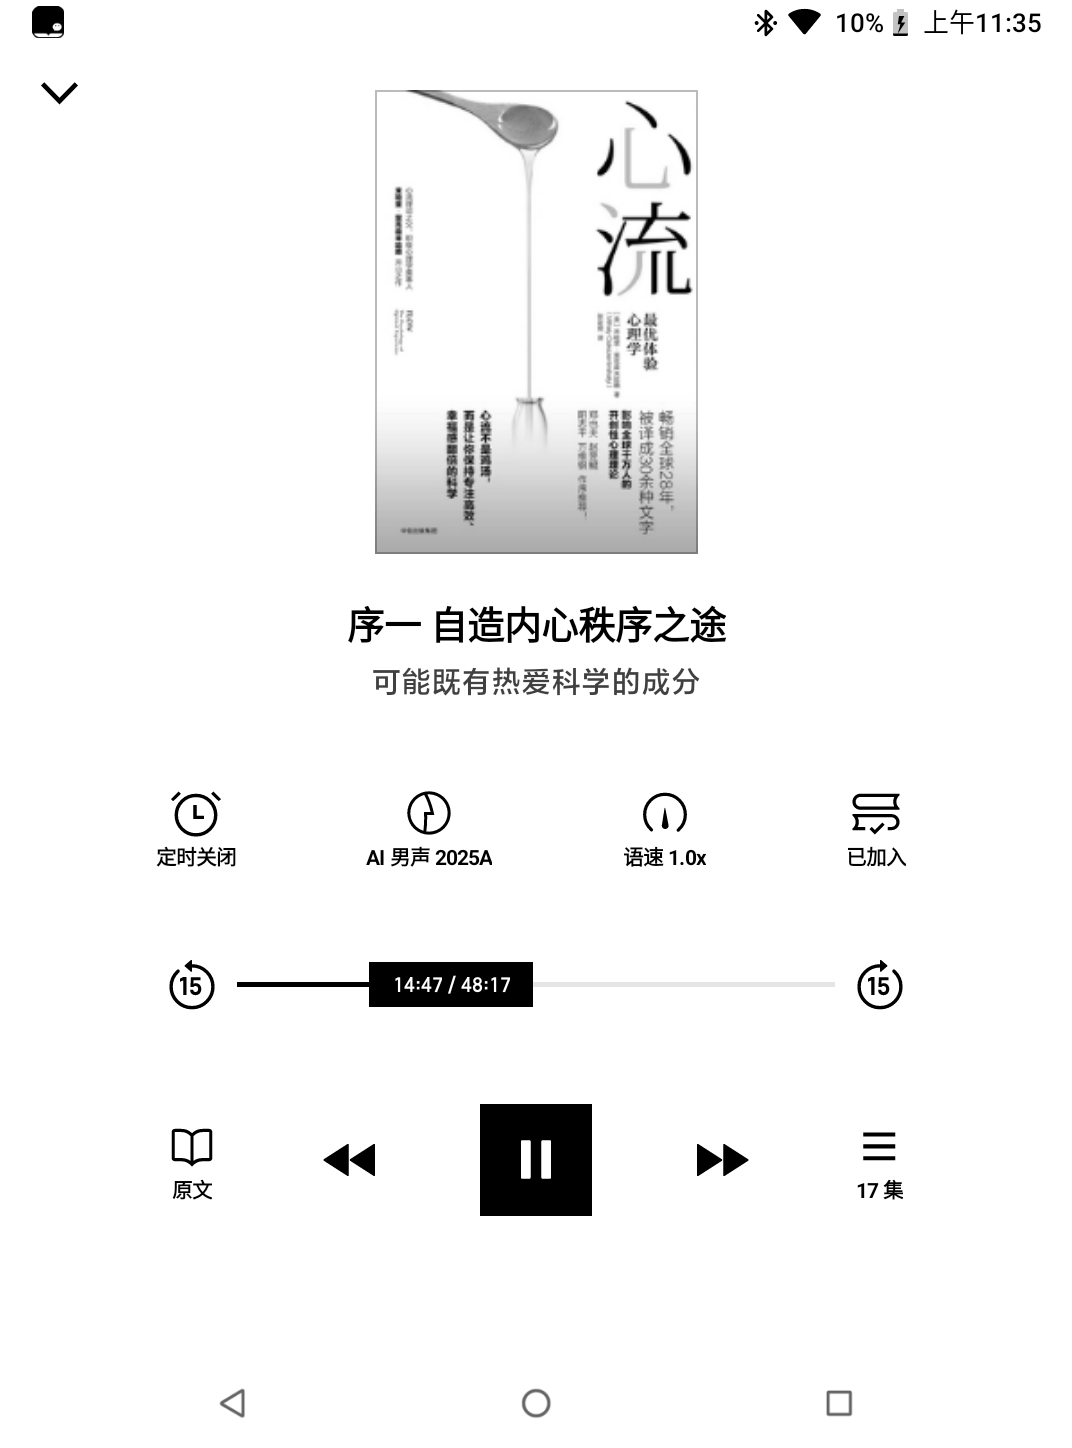 10%
上午11:35
心流
最优体验
心理学
畅销全球28年，
被译成30余种文字
影响全球千万人的
开创性心理理论
心流不是鸡汤，
而是让你保持专注高效、
幸福感翻倍的科学
序一 自造内心秩序之途
可能既有热爱科学的成分
定时关闭
AI 男声 2025A
语速 1.0x
已加入
15
14:47 / 48:17
15
原文
17 集